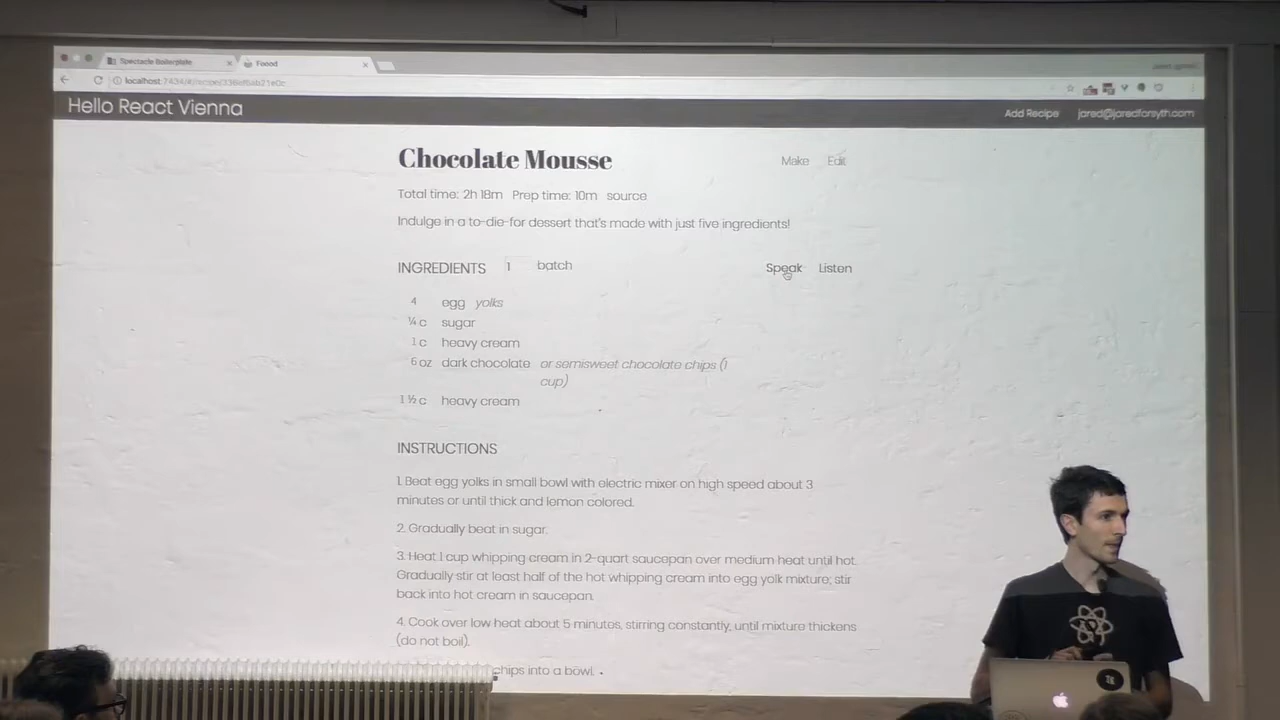 Spectacle Boilerplate
Foood
localhost:7434/#/recipe/
Hello React Vienna
Add Recipe jared@jaredforsyth.com
Chocolate Mousse
Make Edit
Total time: 2h 18m Prep time: 10m source
Indulge in a to-die-for dessert that's made with just five ingredients!
INGREDIENTS 1 batch
Speak Listen
4 egg yolks
¼ c sugar
1 c heavy cream
6 oz dark chocolate or semisweet chocolate chips (1
cup)
1 ½ c heavy cream
INSTRUCTIONS
1. Beat egg yolks in small bowl with electric mixer on high speed about 3
minutes or until thick and lemon colored.
2. Gradually beat in sugar.
3. Heat 1 cup whipping cream in 2-quart saucepan over medium heat until hot.
Gradually stir at least half of the hot whipping cream into egg yolk mixture; stir
back into hot cream in saucepan.
4. Cook over low heat about 5 minutes, stirring constantly, until mixture thickens
(do not boil).
chips into a bowl.